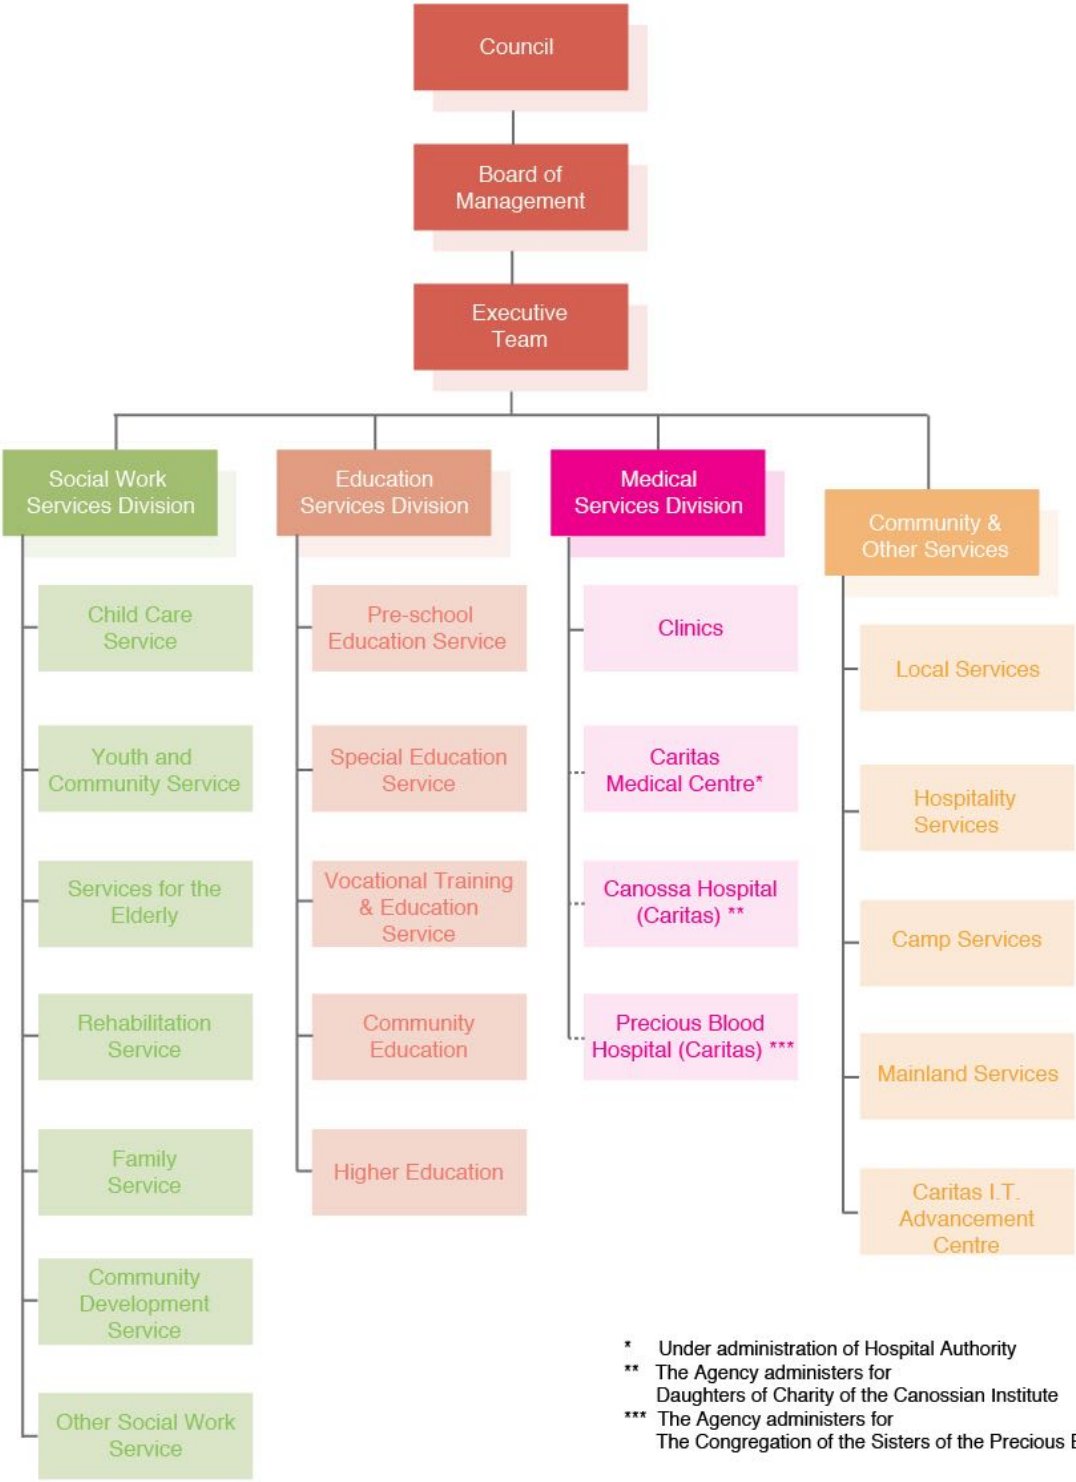 Council
Board of
Management
Executive
Team
Social Work
Services Division
Child Care
Service
Youth and
Community Service
Services for the
Elderly
Rehabilitation
Service
Family
Service
Community
Development
Service
Other Social Work
Service
Education
Services Division
Pre-school
Education Service
Special Education
Service
Vocational Training
& Education
Service
Community
Education
Higher Education
Medical
Services Division
Clinics
Caritas
Medical Centre*
Canossa Hospital
(Caritas) **
Precious Blood
Hospital (Caritas) ***
Community &
Other Services
Local Services
Hospitality
Services
Camp Services
Mainland Services
Caritas I.T.
Advancement
Centre
* Under administration of Hospital Authority
** The Agency administers for
Daughters of Charity of the Canossian Institute
*** The Agency administers for
The Congregation of the Sisters of the Precious